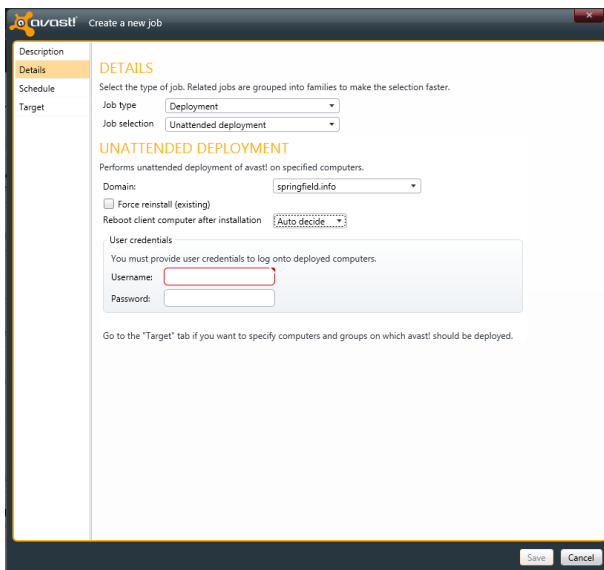 avast! Create a new job
Description
Details
Schedule
Target
DETAILS
Select the type of job. Related jobs are grouped into families to make the selection faster.
Job type Deployment
Job selection Unattended deployment
UNATTENDED DEPLOYMENT
Performs unattended deployment of avast! on specified computers.
Domain: springfield.info
Force reinstall (existing)
Reboot client computer after installation Auto decide
User credentials
You must provide user credentials to log onto deployed computers.
Username:
Password:
Go to the "Target" tab if you want to specify computers and groups on which avast! should be deployed.
Save Cancel